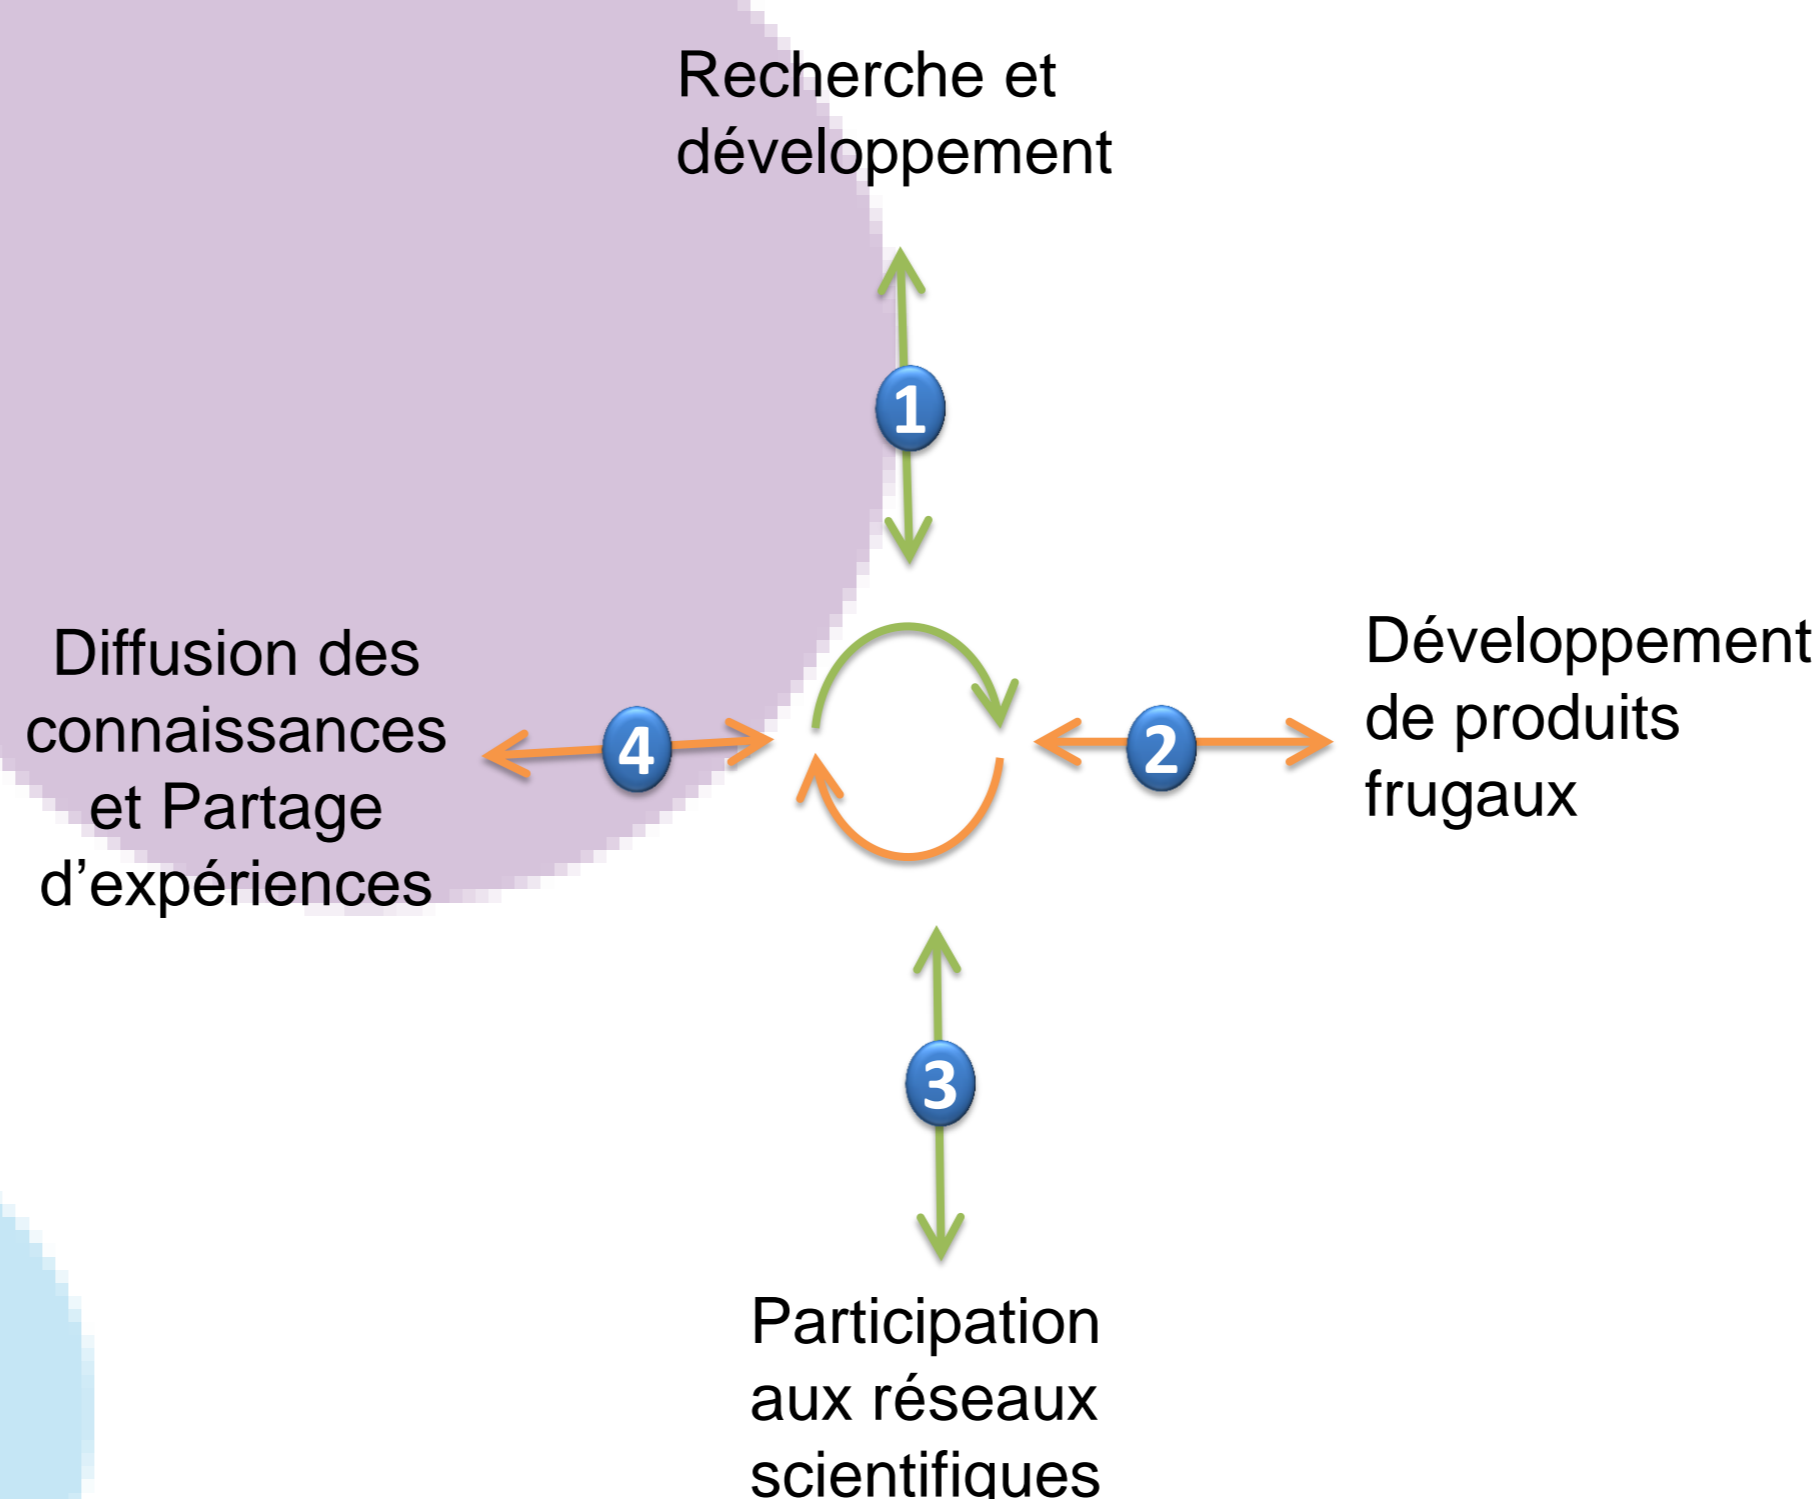 Recherche et
développement
1
Diffusion des
connaissances
et Partage
d’expériences
4
2
Développement
de produits
frugaux
3
Participation
aux réseaux
scientifiques